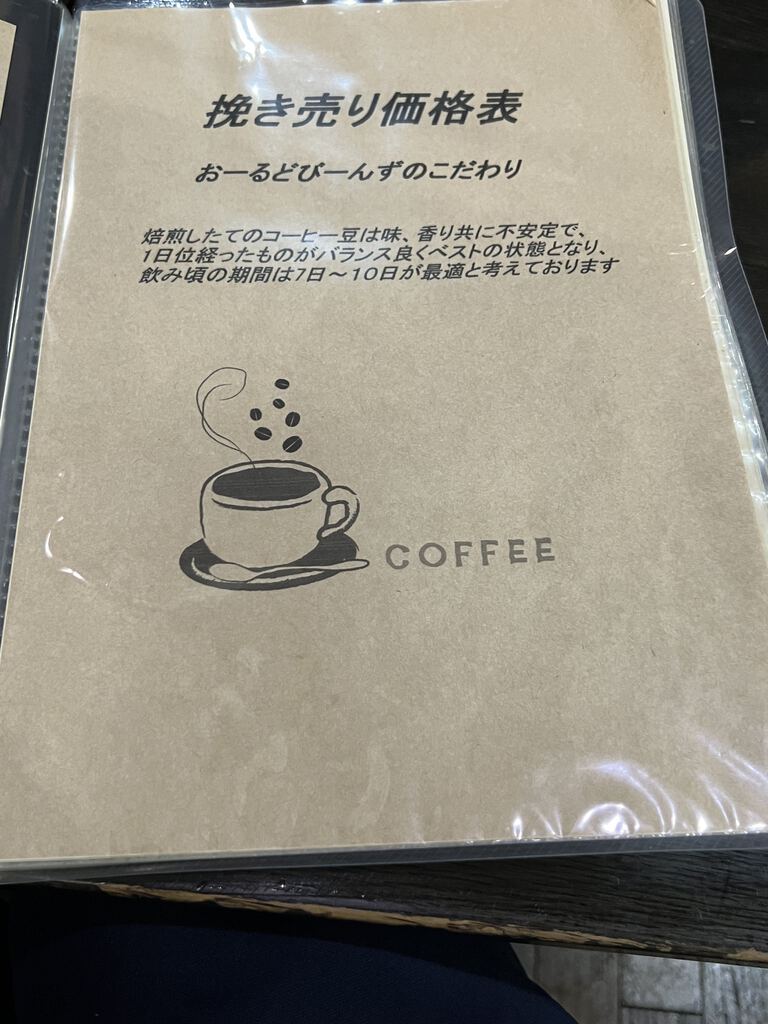 挽き売り価格表
おーるどびーんずのこだわり
焙煎したてのコーヒー豆は味、香り共に不安定で、
1日位経ったものがバランス良くベストの状態となり、
飲み頃の期間は7日～10日が最適と考えております
COFFEE